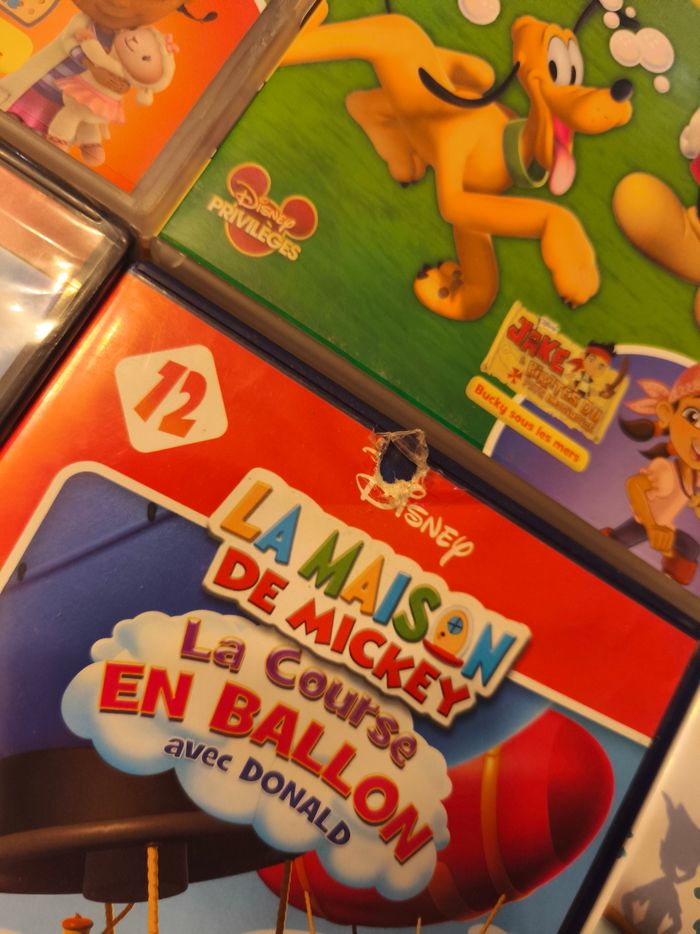 Disney
PRIVILÈGES
Disney
JAKE
Bucky sous les mers
12
Disney
LA MAISON
DE MICKEY
La Course
EN BALLON
avec DONALD